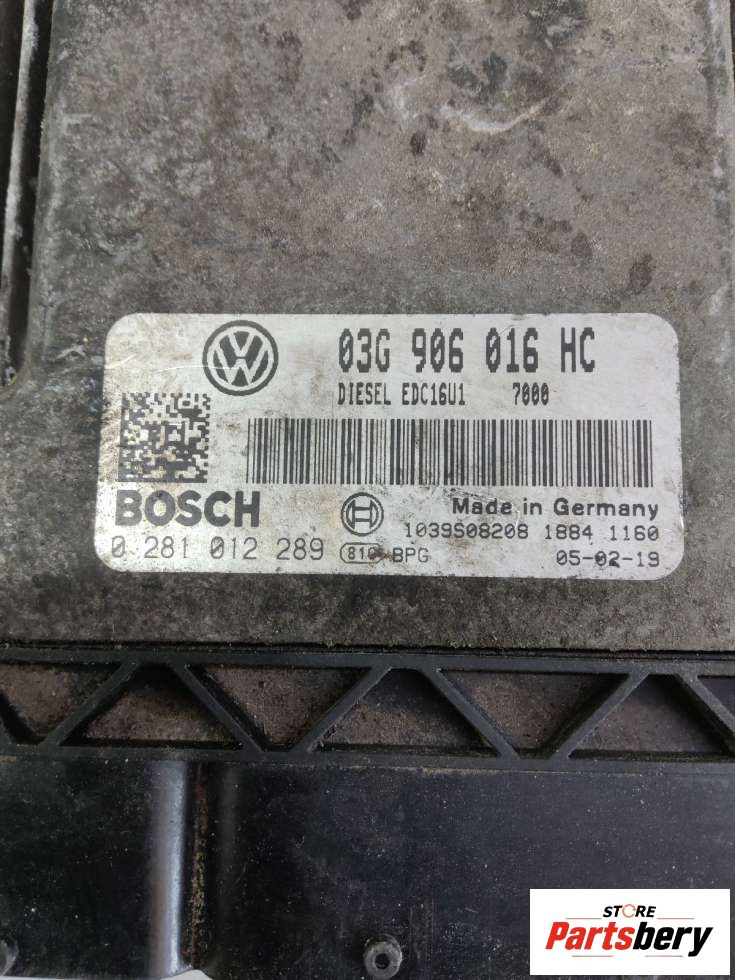 03G 906 016 HC
DIESEL EDC16U1 7000
BOSCH
Made in Germany
1039S08208 1884 1160
0 281 012 289 810 BPG 05-02-19
STORE
Partsbery